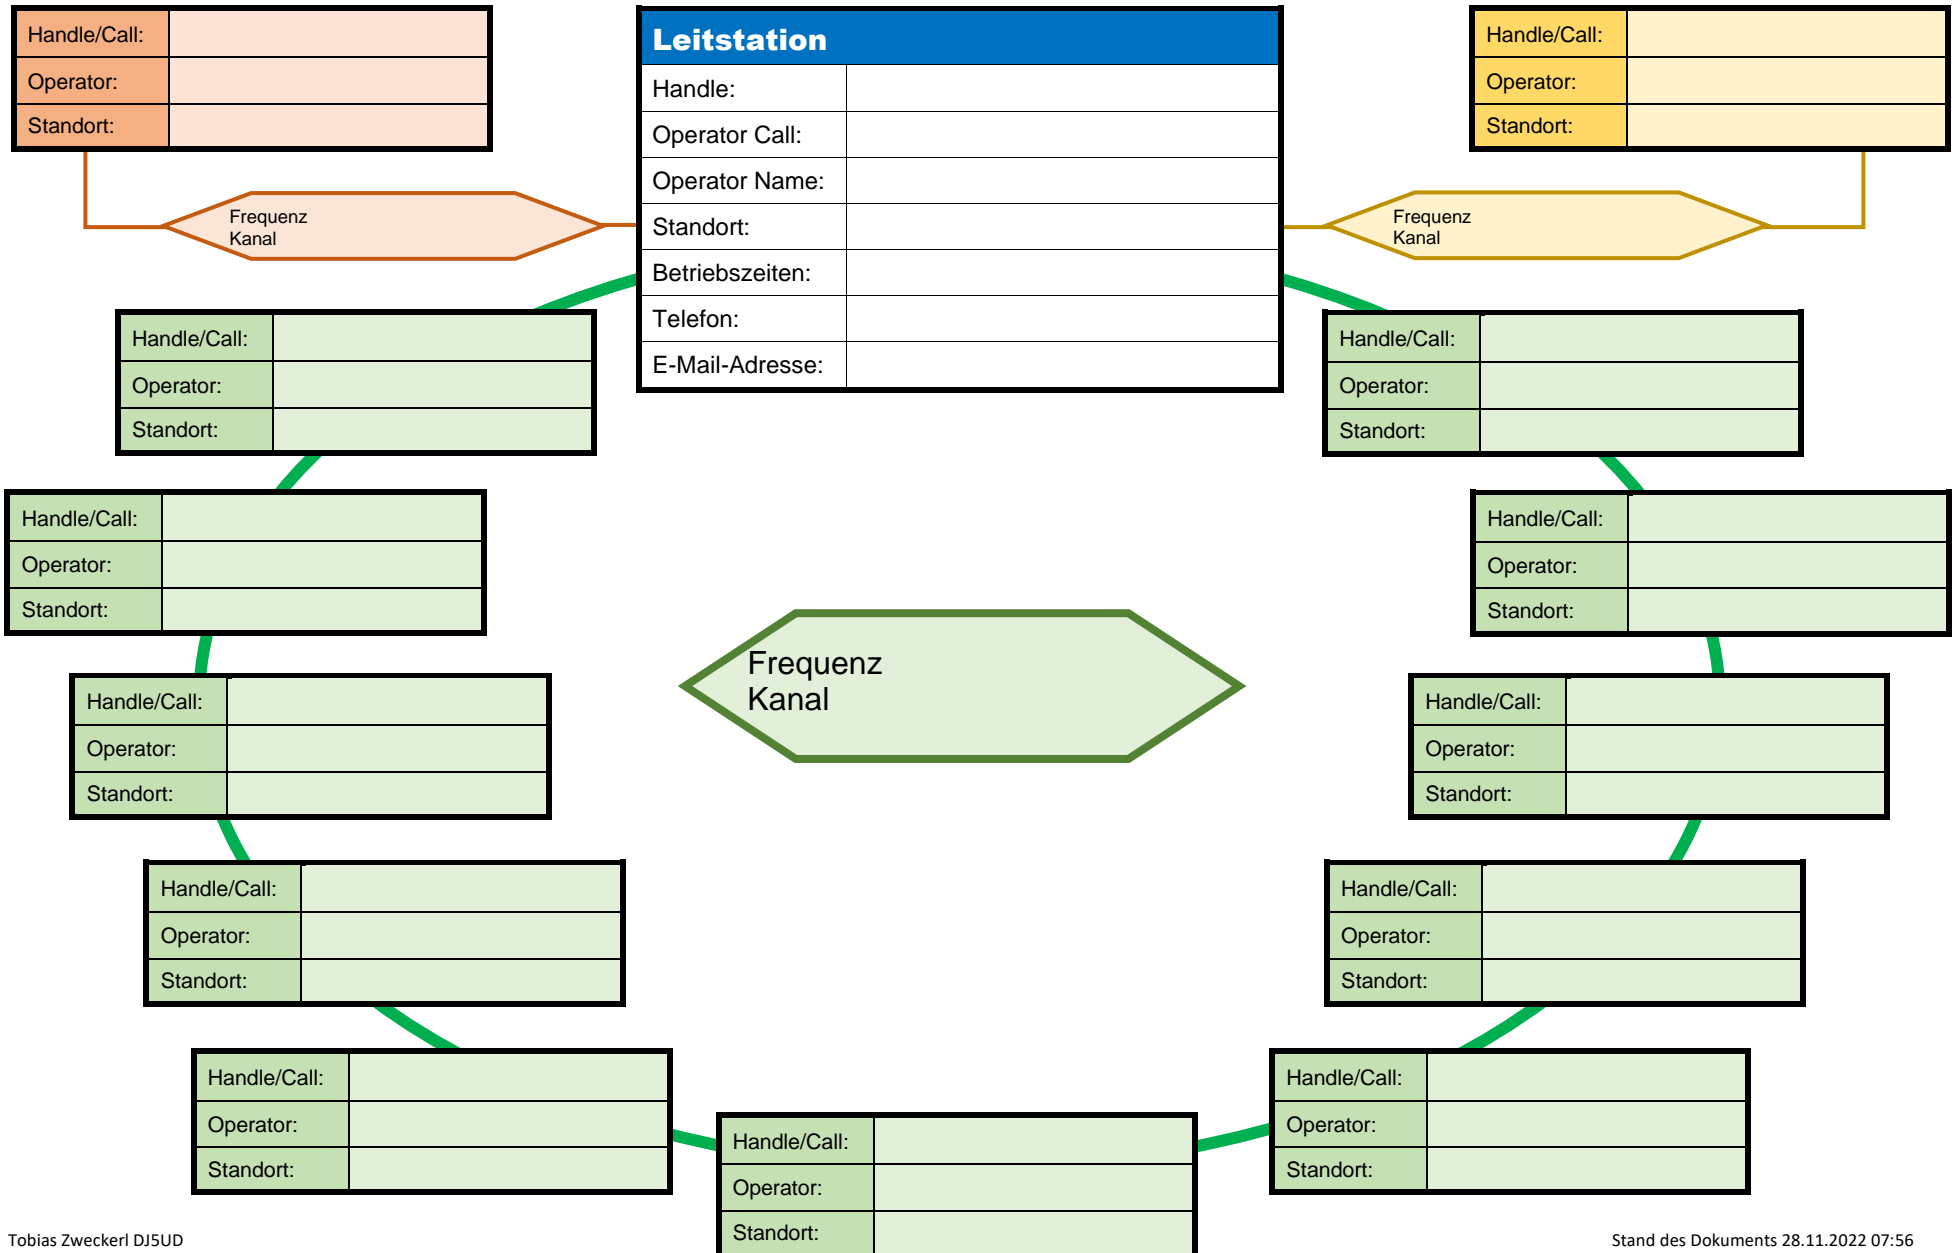 Handle/Call:
Operator:
Standort:
Leitstation
Handle:
Operator Call:
Operator Name:
Standort:
Betriebszeiten:
Telefon:
E-Mail-Adresse:
Handle/Call:
Operator:
Standort:
Frequenz
Kanal
Frequenz
Kanal
Handle/Call:
Operator:
Standort:
Handle/Call:
Operator:
Standort:
Handle/Call:
Operator:
Standort:
Handle/Call:
Operator:
Standort:
Frequenz
Kanal
Handle/Call:
Operator:
Standort:
Handle/Call:
Operator:
Standort:
Handle/Call:
Operator:
Standort:
Handle/Call:
Operator:
Standort:
Handle/Call:
Operator:
Standort:
Handle/Call:
Operator:
Standort:
Handle/Call:
Operator:
Standort:
Tobias Zweckerl DJ5UD
Stand des Dokuments 28.11.2022 07:56